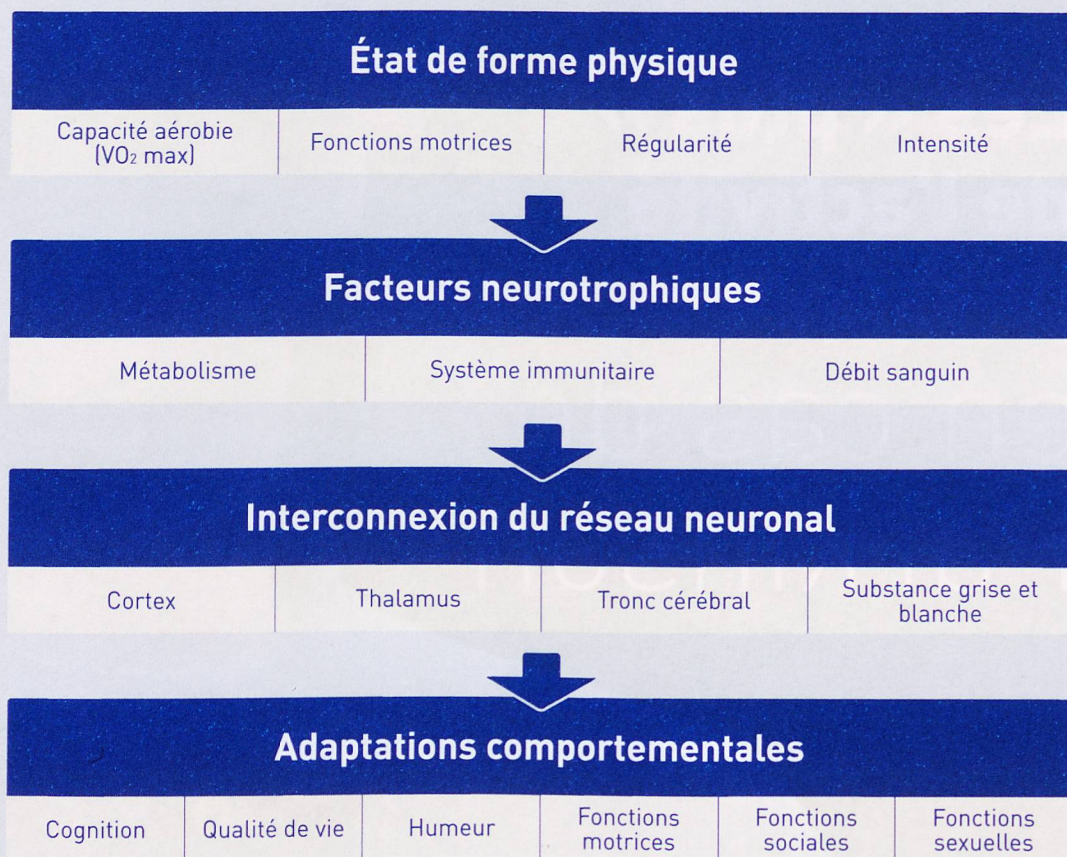 État de forme physique
Capacité aérobie
(VO₂ max)
Fonctions motrices
Régularité
Intensité
Facteurs neurotrophiques
Métabolisme
Système immunitaire
Débit sanguin
Interconnexion du réseau neuronal
Cortex
Thalamus
Tronc cérébral
Substance grise et
blanche
Adaptations comportementales
Cognition
Qualité de vie
Humeur
Fonctions
motrices
Fonctions
sociales
Fonctions
sexuelles